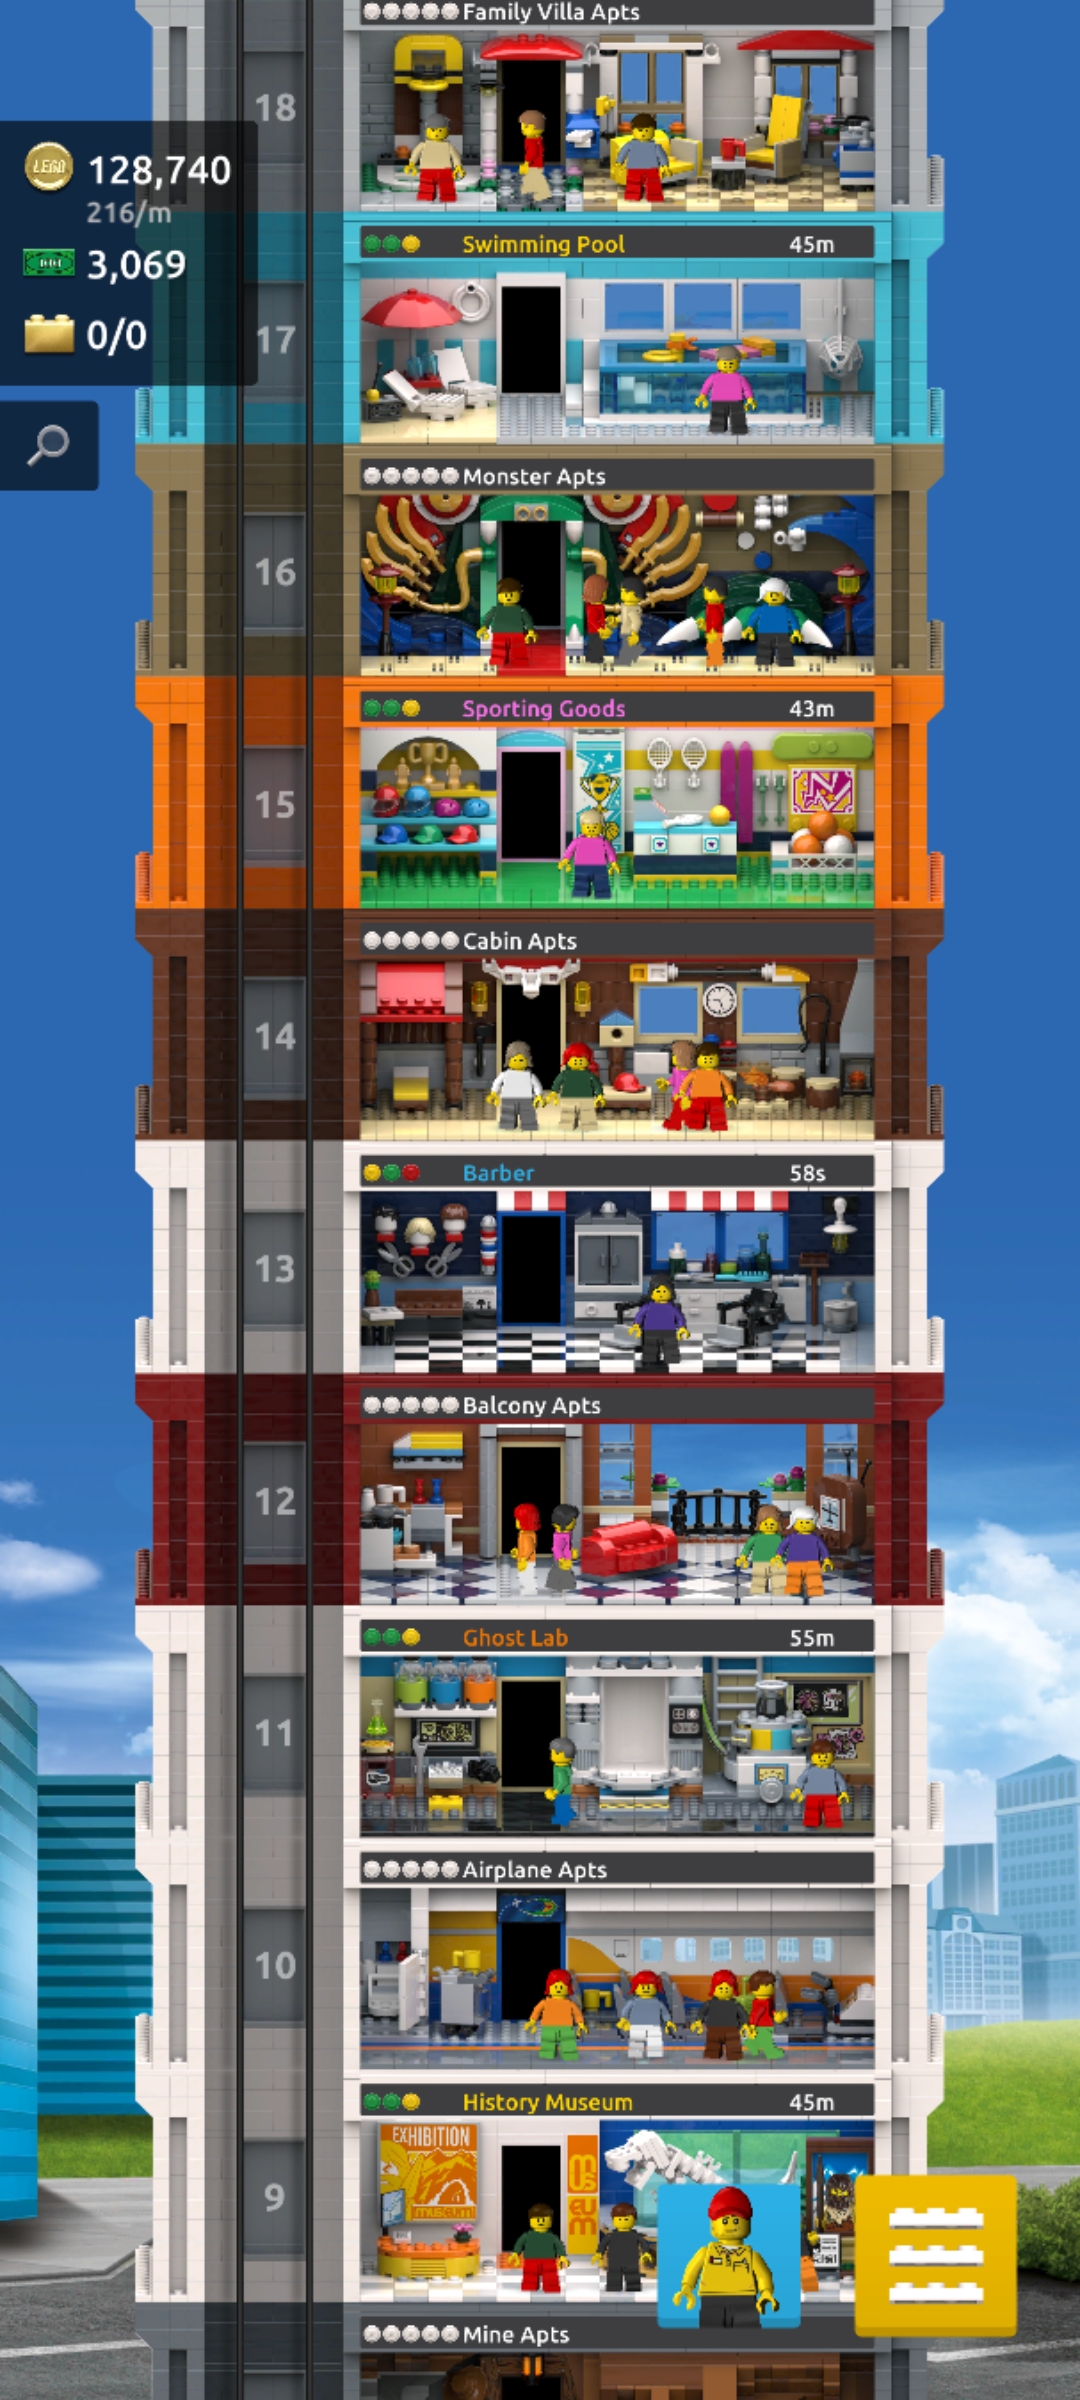 Family Villa Apts
18
LEGO
128,740
216/m
3,069
0/0
Swimming Pool 45m
17
Monster Apts
16
Sporting Goods 43m
15
Cabin Apts
14
Barber 58s
13
Balcony Apts
12
Ghost Lab 55m
11
Airplane Apts
10
History Museum 45m
EXHIBITION
museum
9
Mine Apts